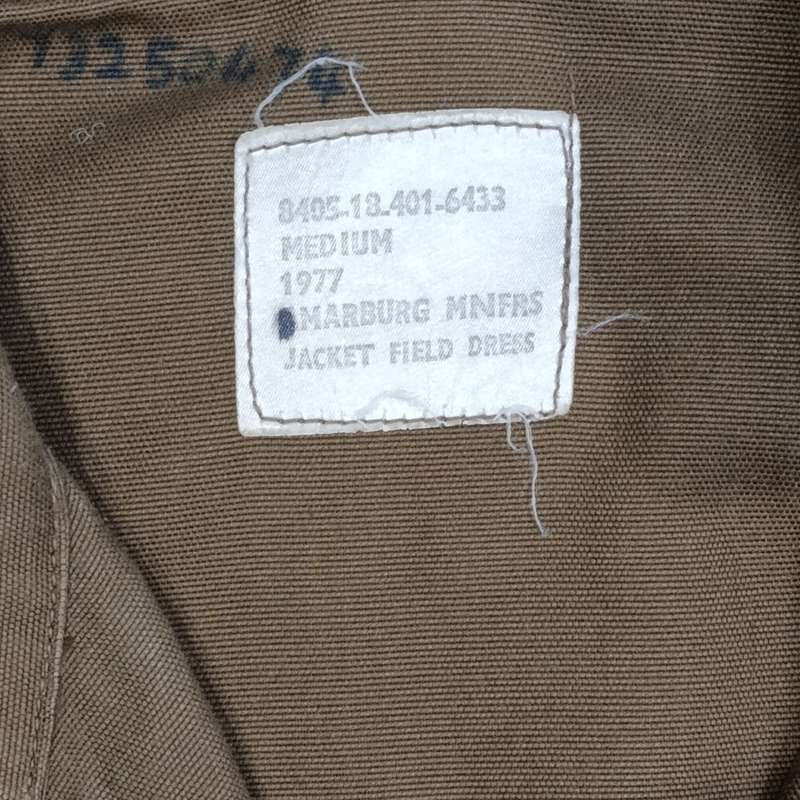 8405-18-401-6433
MEDIUM
1977
MARBURG MNFRS
JACKET FIELD DRESS